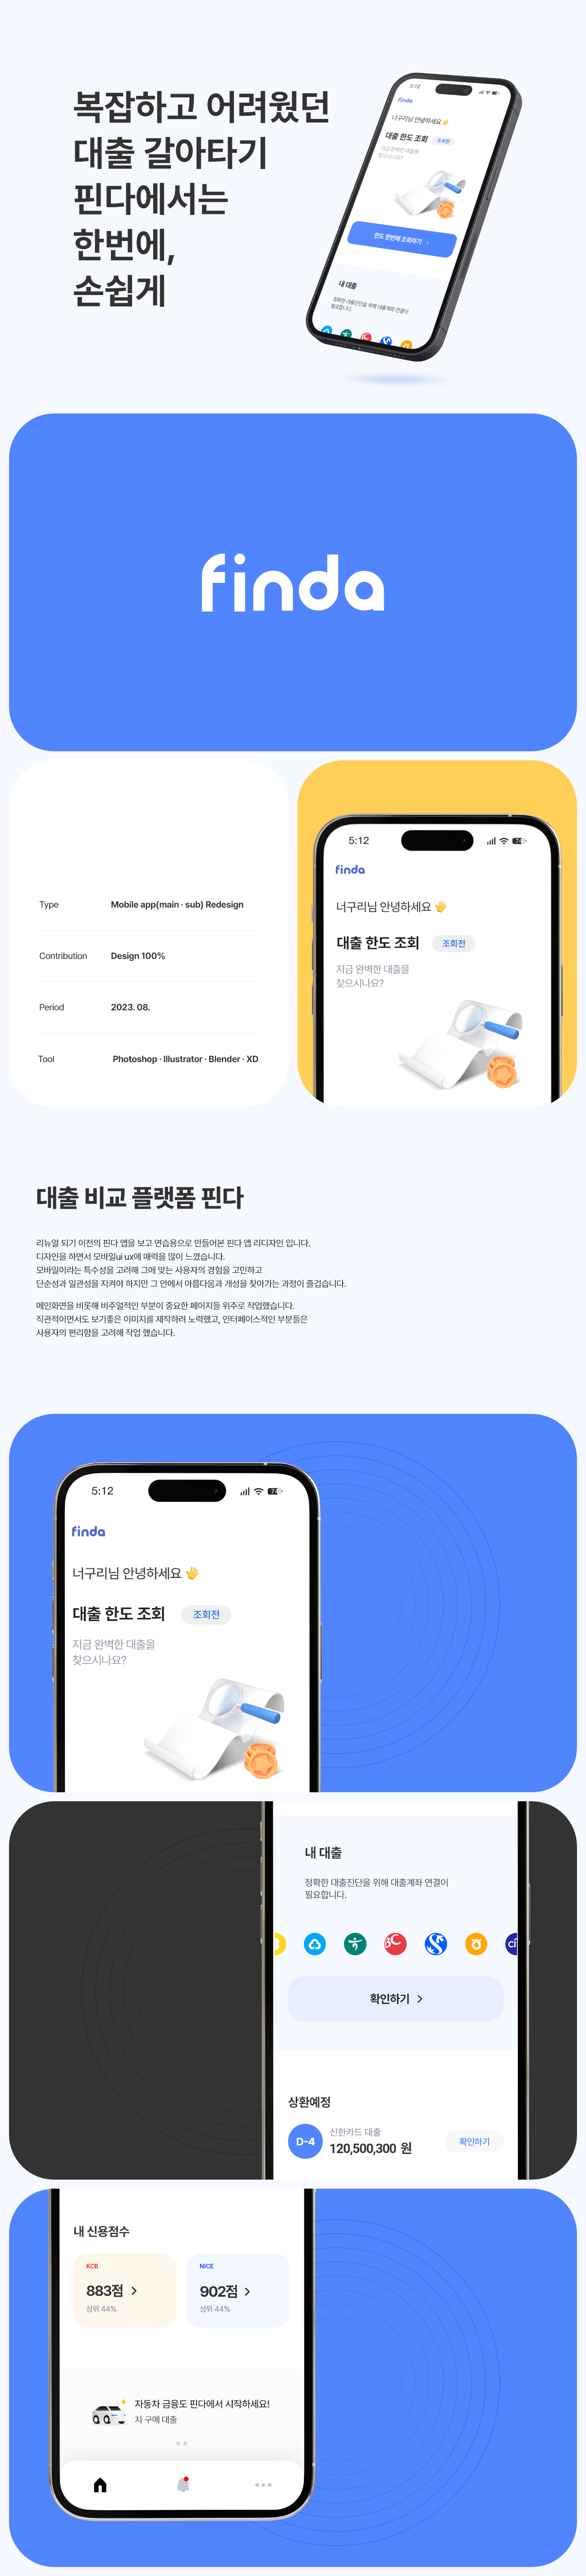 복잡하고 어려웠던
대출 갈아타기
핀다에서는
한번에,
손쉽게
5:12
finda
너구리님 안녕하세요
대출 한도 조회 조회전
지금 완벽한 대출을
찾으시나요?
한도 한번에 조회하기 >
내 대출
정확한 대출진단을 위해 대출계좌 연결이
필요합니다.
finda
Type Mobile app(main · sub) Redesign
Contribution Design 100%
Period 2023. 08.
Tool Photoshop · Illustrator · Blender · XD
5:12
finda
너구리님 안녕하세요
대출 한도 조회 조회전
지금 완벽한 대출을
찾으시나요?
대출 비교 플랫폼 핀다
리뉴얼 되기 이전의 핀다 앱을 보고 연습용으로 만들어본 핀다 앱 리디자인 입니다.
디자인을 하면서 모바일ui ux에 매력을 많이 느꼈습니다.
모바일이라는 특수성을 고려해 그에 맞는 사용자의 경험을 고민하고
단순성과 일관성을 지켜야 하지만 그 안에서 아름다움과 개성을 찾아가는 과정이 즐겁습니다.
메인화면을 비롯해 비주얼적인 부분이 중요한 페이지들 위주로 작업했습니다.
직관적이면서도 보기좋은 이미지를 제작하려 노력했고, 인터페이스적인 부분들은
사용자의 편리함을 고려해 작업 했습니다.
5:12
finda
너구리님 안녕하세요
대출 한도 조회 조회전
지금 완벽한 대출을
찾으시나요?
내 대출
정확한 대출진단을 위해 대출계좌 연결이
필요합니다.
확인하기 >
상환예정
D-4
신한카드 대출
120,500,300 원
확인하기
내 신용점수
KCB NICE
883점 > 902점 >
상위 44% 상위 44%
자동차 금융도 핀다에서 시작하세요!
차 구매 대출